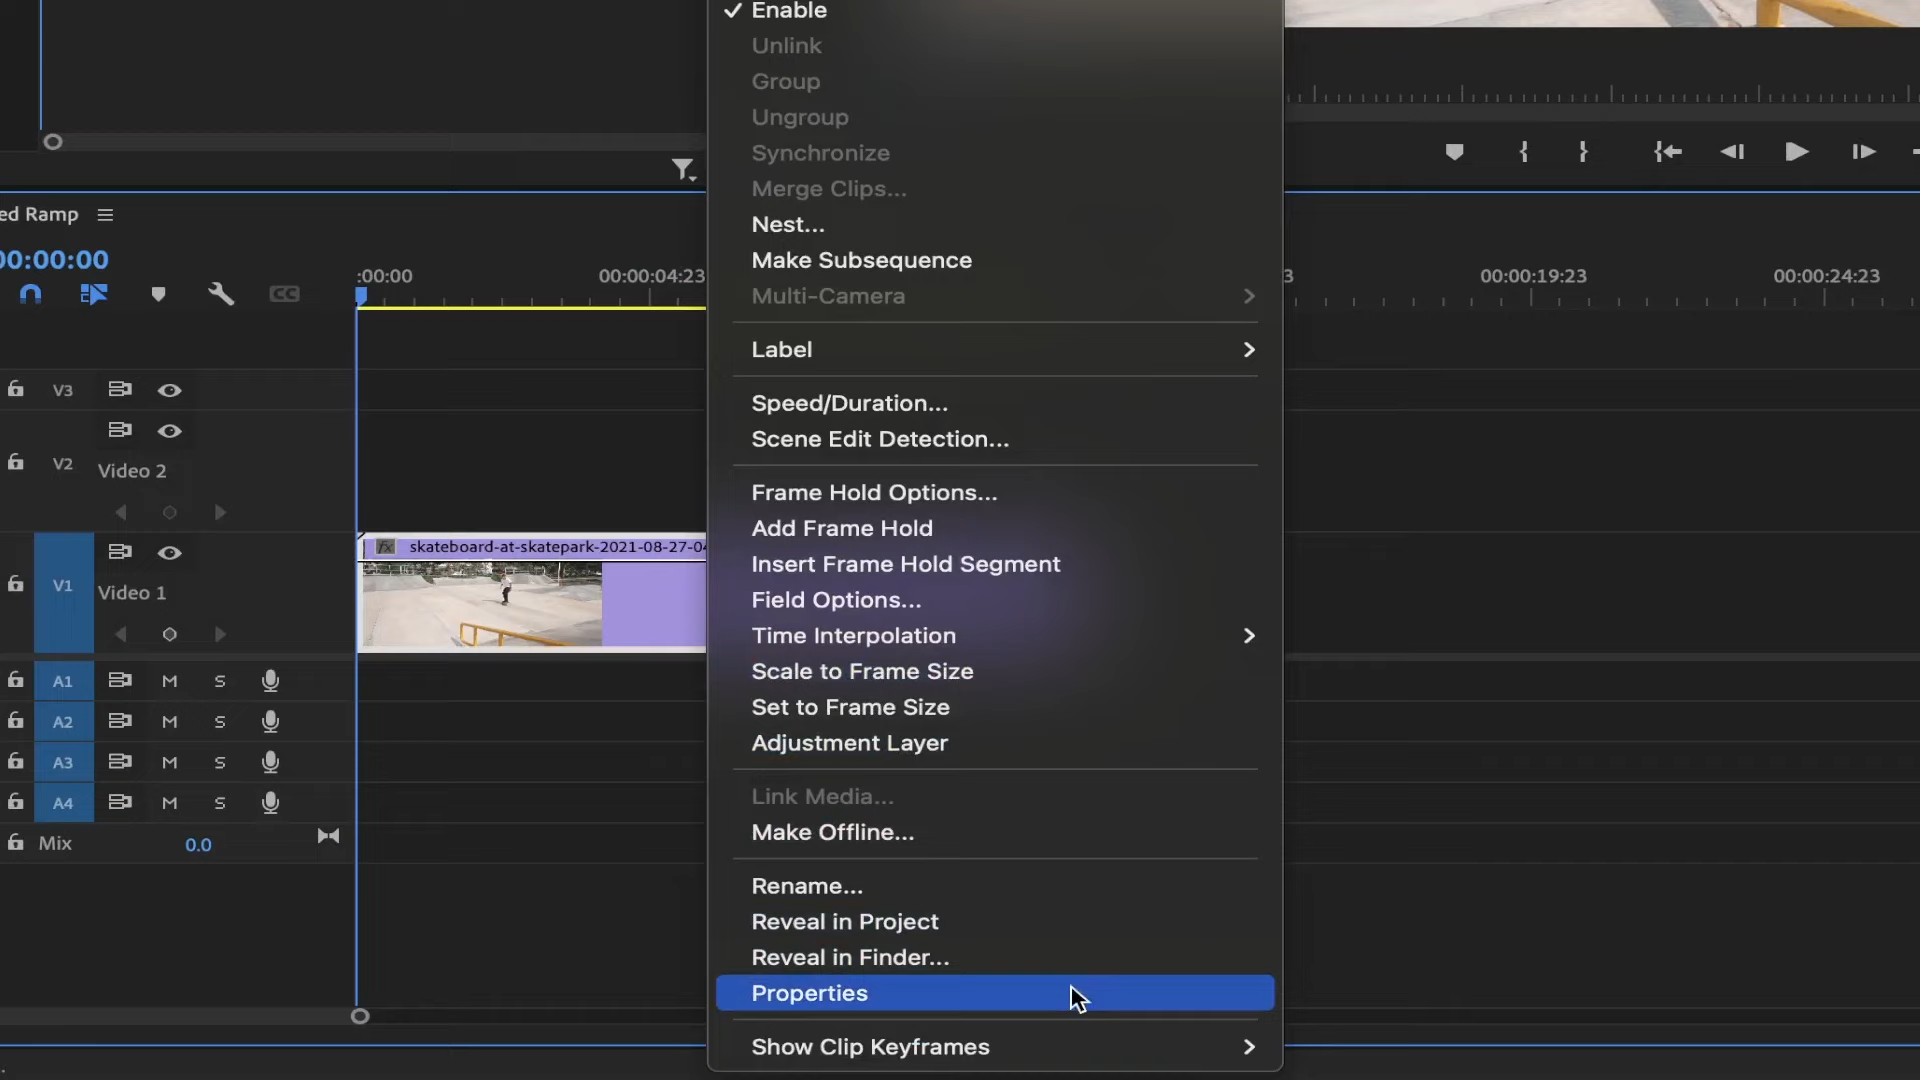 Enable
Unlink
Group
Ungroup
Synchronize
Merge Clips...
Nest...
Make Subsequence
Multi-Camera
Label
Speed/Duration...
Scene Edit Detection...
Frame Hold Options...
Add Frame Hold
Insert Frame Hold Segment
Field Options...
Time Interpolation
Scale to Frame Size
Set to Frame Size
Adjustment Layer
Link Media...
Make Offline...
Rename...
Reveal in Project
Reveal in Finder...
Properties
Show Clip Keyframes
ed Ramp
00:00:00
CC
:00:00 00:00:04:23 3 00:00:19:23 00:00:24:23
V3
V2 Video 2
V1 Video 1
fx skateboard-at-skatepark-2021-08-27-04
A1 M S
A2 M S
A3 M S
A4 M S
Mix 0.0